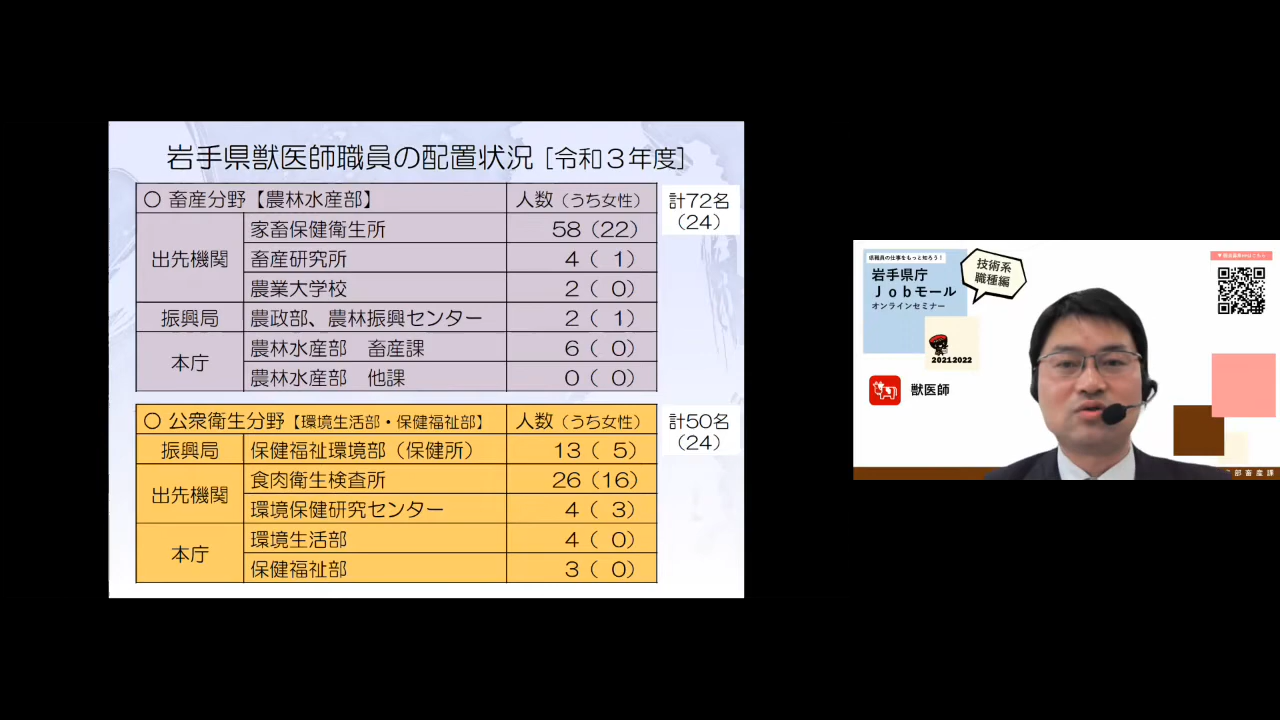 岩手県獣医師職員の配置状況 [令和３年度]
〇 畜産分野【農林水産部】 人数（うち女性） 計72名
（24）
出先機関 家畜保健衛生所 58（22）
畜産研究所 4（ 1）
農業大学校 2（ 0）
振興局 農政部、農林振興センター 2（ 1）
本庁 農林水産部 畜産課 6（ 0）
農林水産部 他課 0（ 0）
〇 公衆衛生分野【環境生活部・保健福祉部】 人数（うち女性） 計50名
（24）
振興局 保健福祉環境部（保健所） 13（ 5）
出先機関 食肉衛生検査所 26（16）
環境保健研究センター 4（ 3）
本庁 環境生活部 4（ 0）
保健福祉部 3（ 0）
県職員の仕事をもっと知ろう！
岩手県庁
Ｊｏｂモール
オンラインセミナー
技術系
職種編
20212022
獣医師
部畜産課